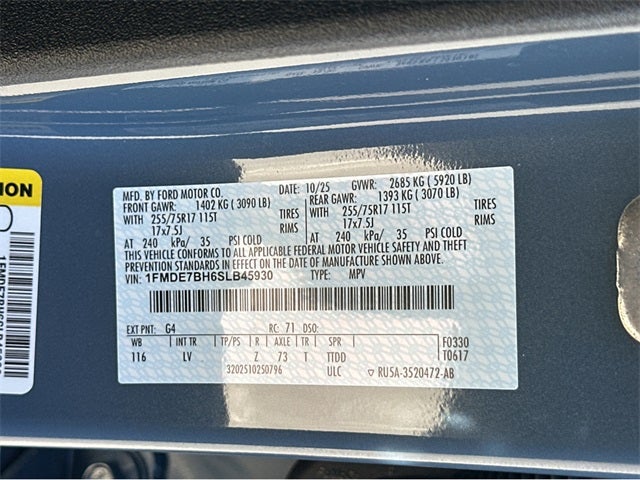 MFD. BY FORD MOTOR CO. DATE: 10/25 GVWR: 2685 KG ( 5920 LB)
FRONT GAWR: 1402 KG ( 3090 LB) REAR GAWR: 1393 KG ( 3070 LB)
WITH 255/75R17 115T TIRES WITH 255/75R17 115T TIRES
17x7.5J RIMS 17x7.5J RIMS
AT 240 kPa/ 35 PSI COLD AT 240 kPa/ 35 PSI COLD
THIS VEHICLE CONFORMS TO ALL APPLICABLE FEDERAL MOTOR VEHICLE SAFETY AND THEFT
PREVENTION STANDARDS IN EFFECT ON THE DATE OF MANUFACTURE SHOWN ABOVE.
VIN: 1FMDE7BH6SLB45930 TYPE: MPV
EXT PNT: G4 RC: 71 DSO:
WB INT TR TP/PS R AXLE TR SPR F0330
116 LV Z 73 T TTDD T0617
3202510250796 ULC ▽ RU5A-3520472-AB
ION